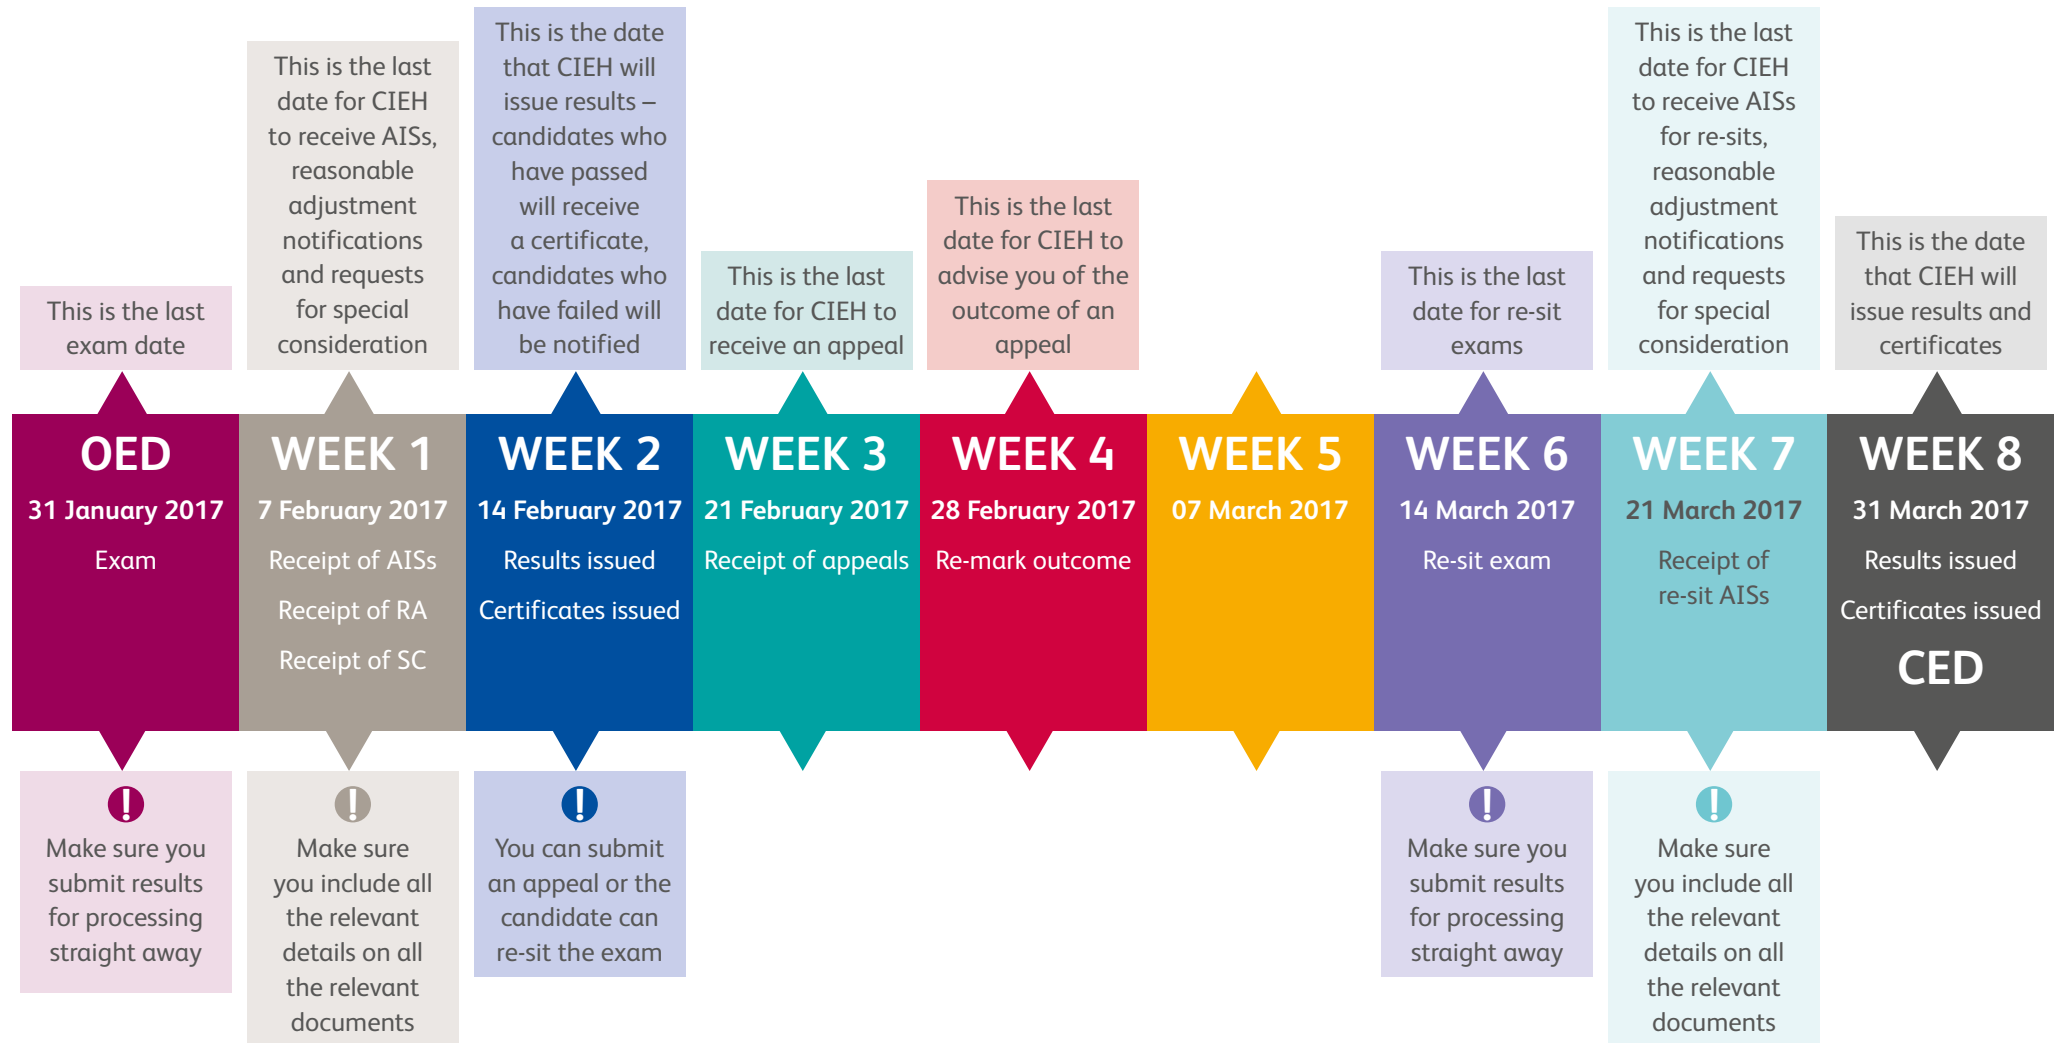 This is the last
exam date
This is the last
date for CIEH
to receive AISs,
reasonable
adjustment
notifications
and requests
for special
consideration
This is the date
that CIEH will
issue results –
candidates who
have passed
will receive
a certificate,
candidates who
have failed will
be notified
This is the last
date for CIEH to
receive an appeal
This is the last
date for CIEH to
advise you of the
outcome of an
appeal
This is the last
date for re-sit
exams
This is the last
date for CIEH
to receive AISs
for re-sits,
reasonable
adjustment
notifications
and requests
for special
consideration
This is the date
that CIEH will
issue results and
certificates
OED
31 January 2017
Exam
WEEK 1
7 February 2017
Receipt of AISs
Receipt of RA
Receipt of SC
WEEK 2
14 February 2017
Results issued
Certificates issued
WEEK 3
21 February 2017
Receipt of appeals
WEEK 4
28 February 2017
Re-mark outcome
WEEK 5
07 March 2017
WEEK 6
14 March 2017
Re-sit exam
WEEK 7
21 March 2017
Receipt of
re-sit AISs
WEEK 8
31 March 2017
Results issued
Certificates issued
CED
!
Make sure you
submit results
for processing
straight away
!
Make sure
you include all
the relevant
details on all
the relevant
documents
!
You can submit
an appeal or the
candidate can
re-sit the exam
!
Make sure you
submit results
for processing
straight away
!
Make sure
you include all
the relevant
details on all
the relevant
documents